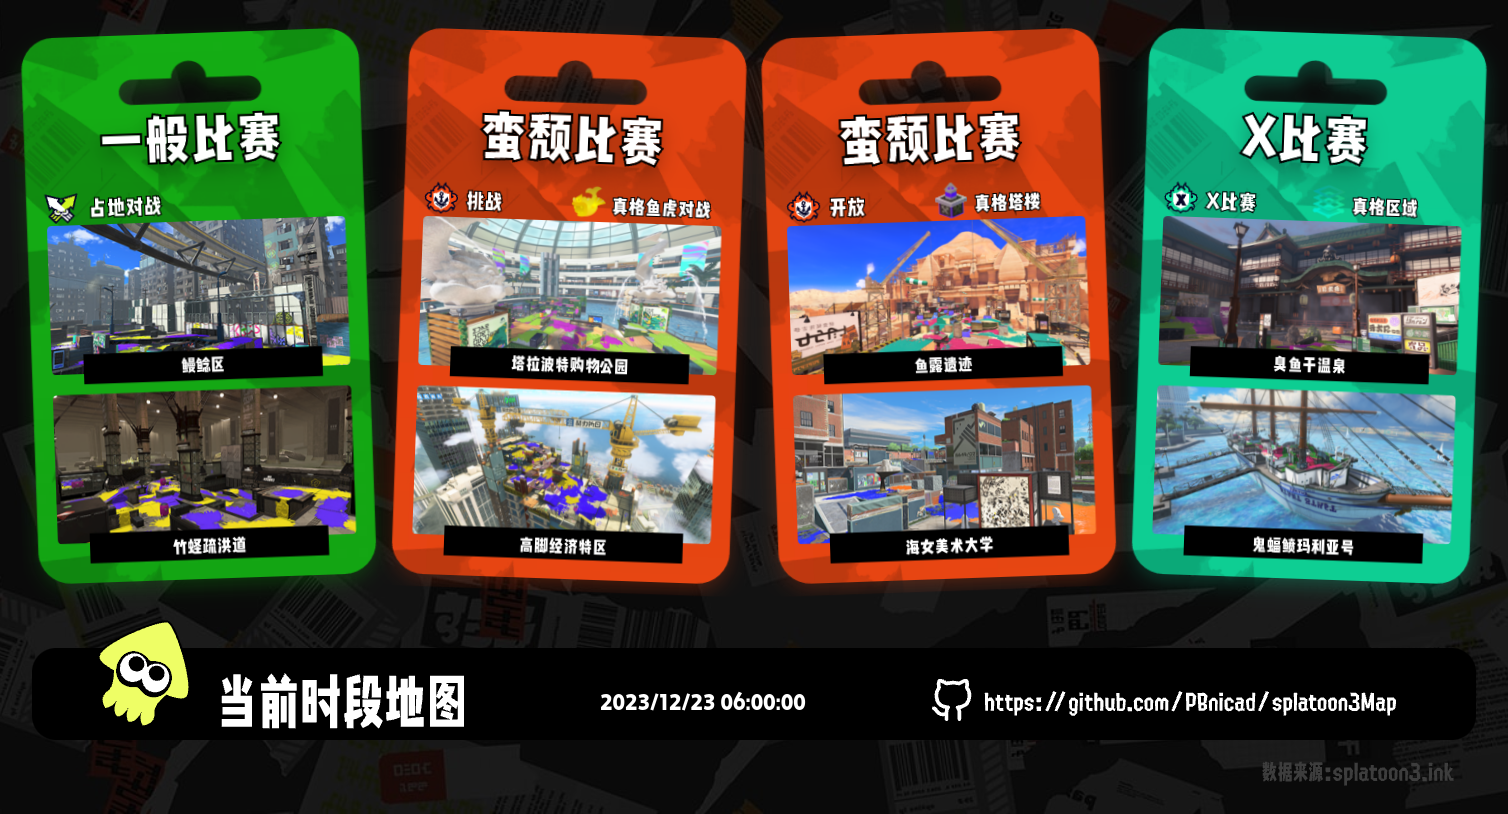 一般比赛
占地对战
鳗鲶区
竹蛏疏洪道
蛮颓比赛
挑战
真格鱼虎对战
塔拉波特购物公园
高脚经济特区
蛮颓比赛
开放
真格塔楼
鱼露遗迹
海女美术大学
X比赛
X比赛
真格区域
臭鱼干温泉
鬼蝠鲼玛利亚号
当前时段地图
2023/12/23 06:00:00
https://github.com/PBnicad/splatoon3Map
数据来源:splatoon3.ink